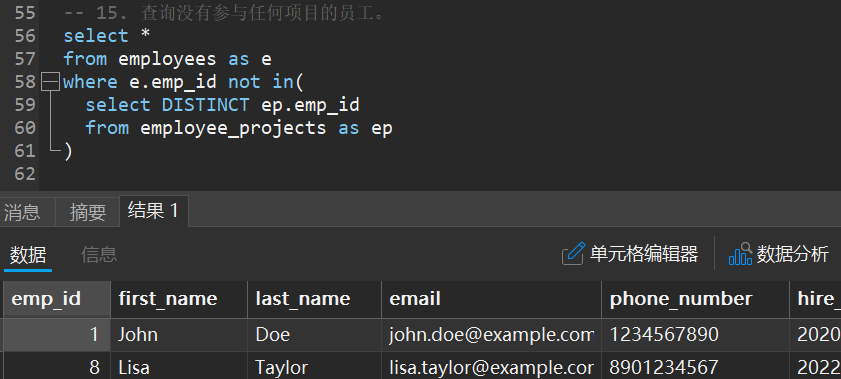 55 -- 15. 查询没有参与任何项目的员工。
56 select *
57 from employees as e
58 where e.emp_id not in(
59 select DISTINCT ep.emp_id
60 from employee_projects as ep
61 )
62
消息 摘要 结果 1
数据 信息 单元格编辑器 数据分析
emp_id first_name last_name email phone_number hire_
1 John Doe john.doe@example.com 1234567890 2020
8 Lisa Taylor lisa.taylor@example.cor 8901234567 2022